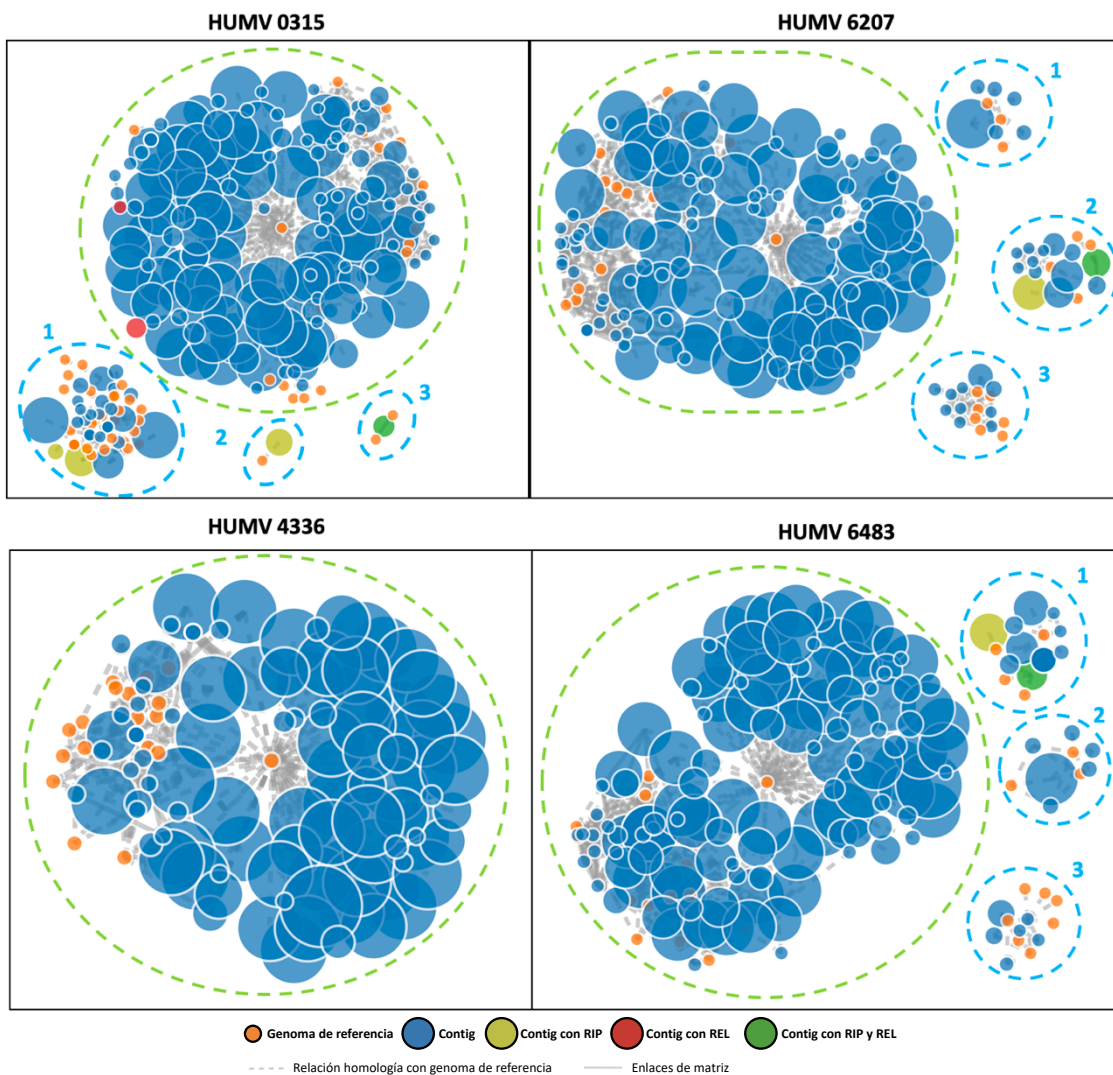 HUMV 0315
HUMV 6207
1
2
3
1
2
3
HUMV 4336
HUMV 6483
1
2
3
Genoma de referencia
Contig
Contig con RIP
Contig con REL
Contig con RIP y REL
Relación homología con genoma de referencia
Enlaces de matriz